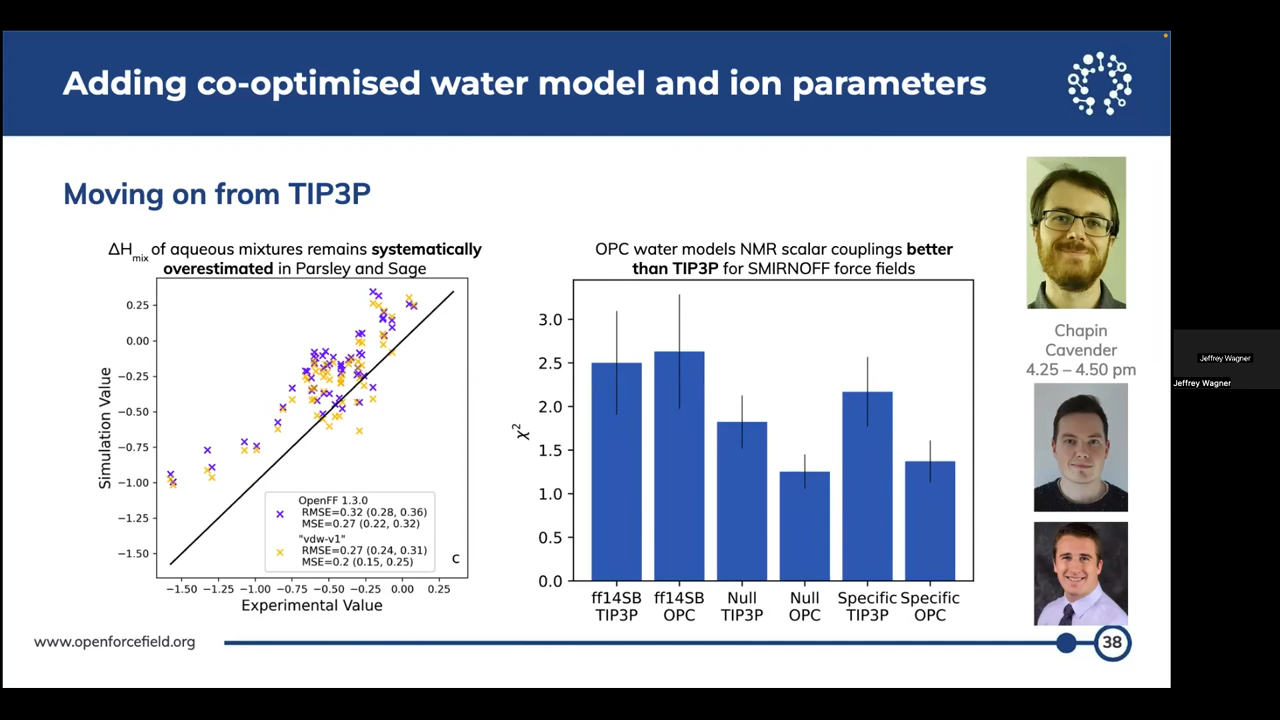 Adding co-optimised water model and ion parameters
Moving on from TIP3P
ΔHmix of aqueous mixtures remains systematically
overestimated in Parsley and Sage
Simulation Value
0.25
0.00
−0.25
−0.50
−0.75
−1.00
−1.25
−1.50
OpenFF 1.3.0
RMSE=0.32 (0.28, 0.36)
MSE=0.27 (0.22, 0.32)
"vdw-v1"
RMSE=0.27 (0.24, 0.31)
MSE=0.2 (0.15, 0.25)
c
−1.50 −1.25 −1.00 −0.75 −0.50 −0.25 0.00 0.25
Experimental Value
OPC water models NMR scalar couplings better
than TIP3P for SMIRNOFF force fields
χ²
3.0
2.5
2.0
1.5
1.0
0.5
0.0
ff14SB ff14SB Null Null Specific Specific
TIP3P OPC TIP3P OPC TIP3P OPC
Chapin
Cavender
4.25 – 4.50 pm
Jeffrey Wagner
Jeffrey Wagner
www.openforcefield.org
38